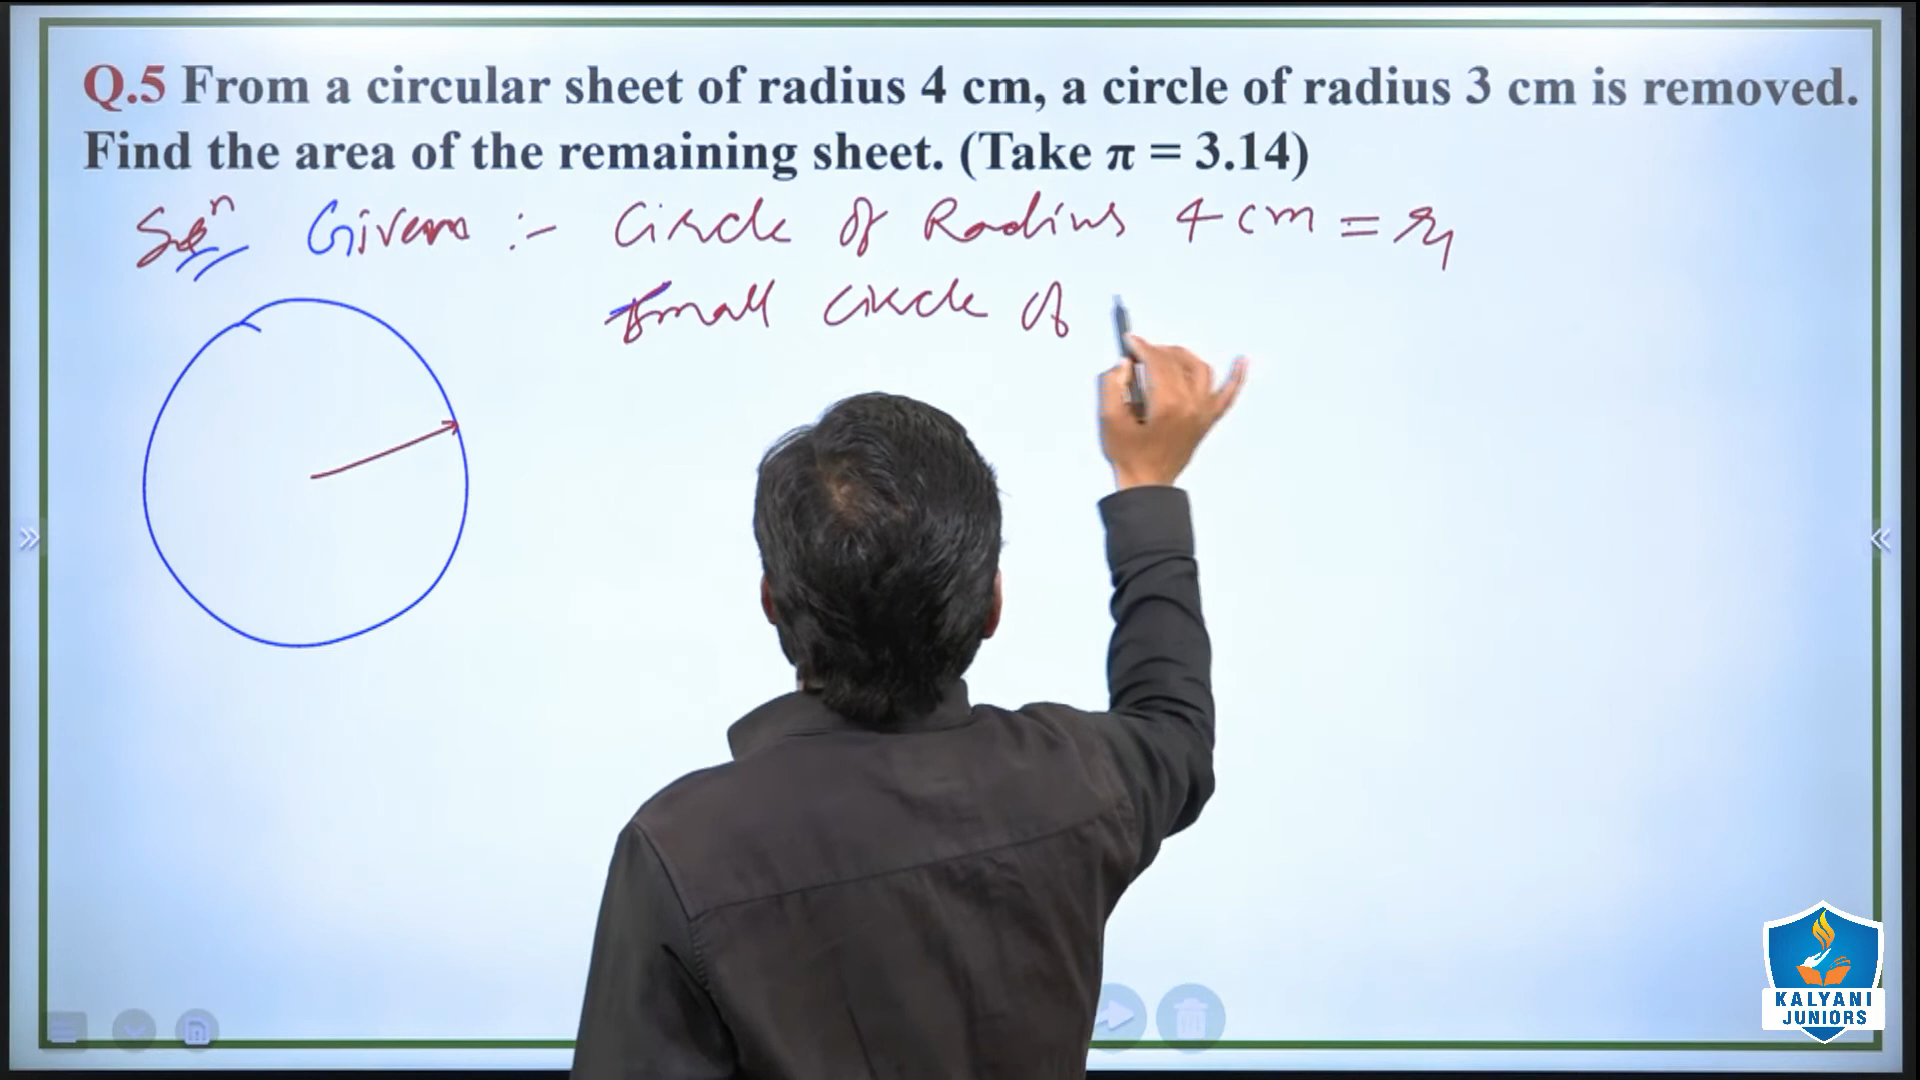 Q.5 From a circular sheet of radius 4 cm, a circle of radius 3 cm is removed.
Find the area of the remaining sheet. (Take π = 3.14)
Solⁿ Given :- Circle of Radius 4 cm = r₁
Small circle of
KALYANI
JUNIORS